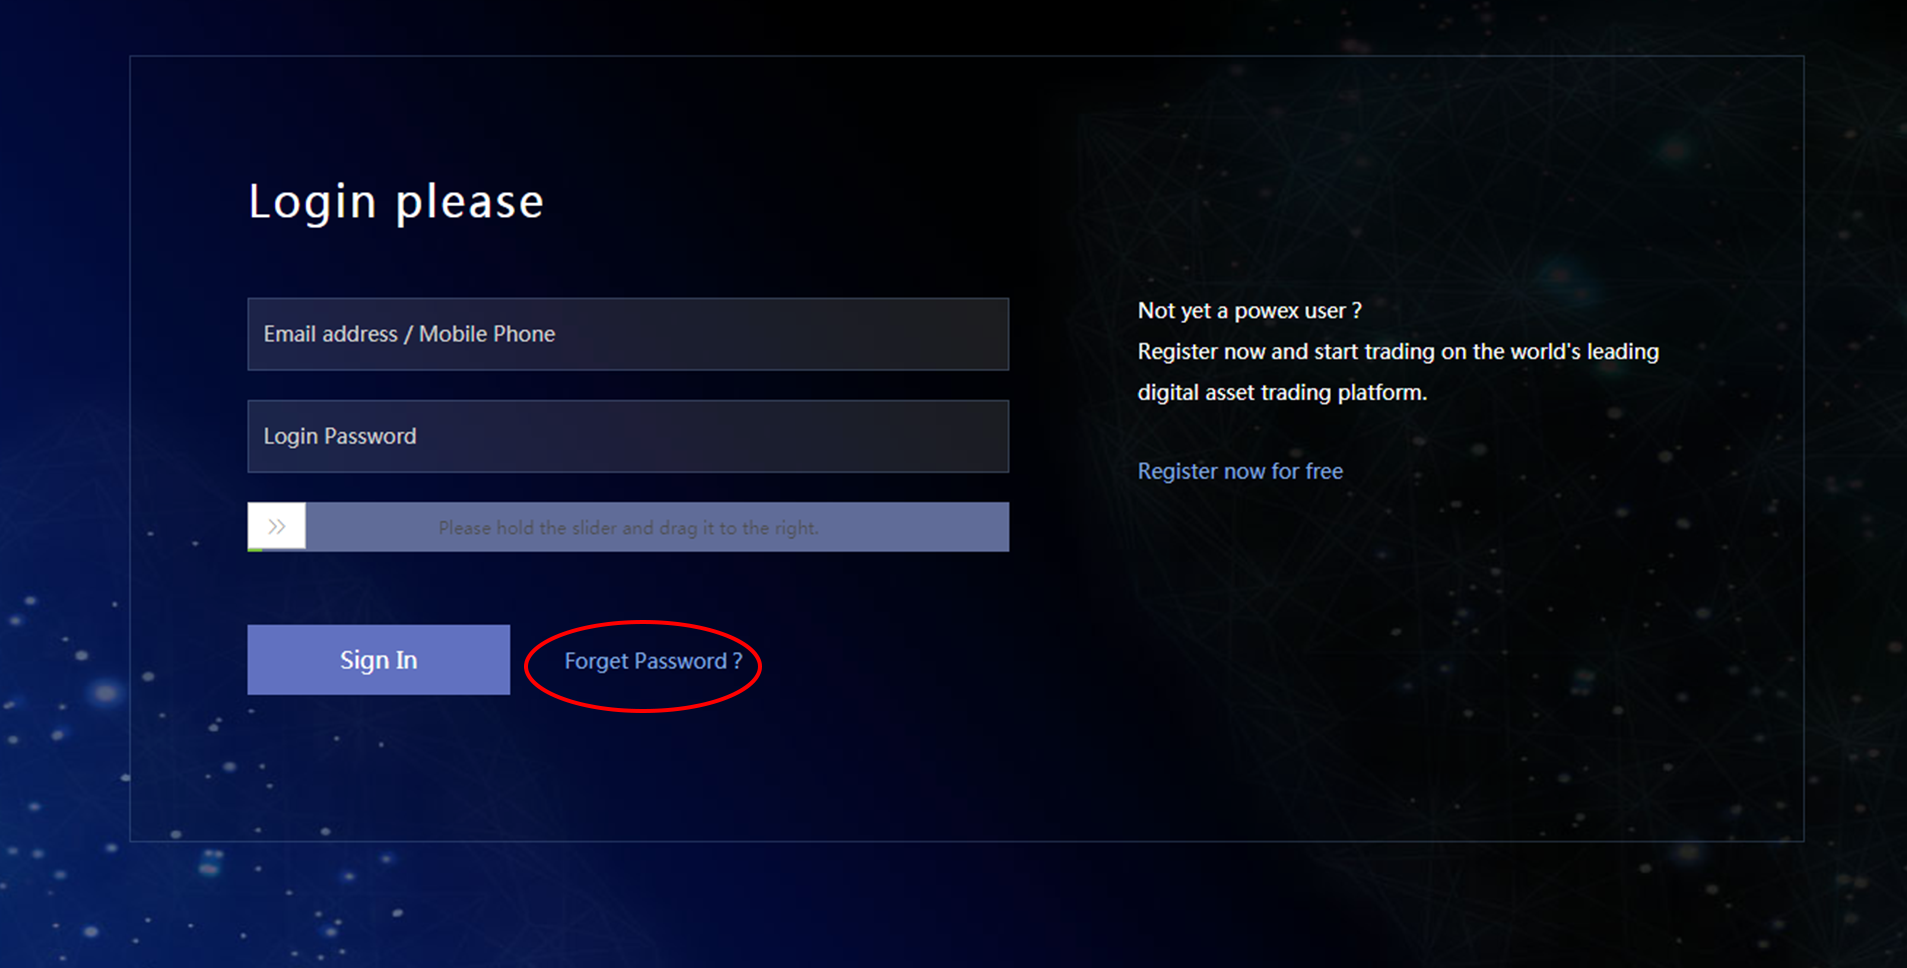 Login please
Email address / Mobile Phone
Login Password
Please hold the slider and drag it to the right.
Sign In
Forget Password ?
Not yet a powex user ?
Register now and start trading on the world's leading
digital asset trading platform.
Register now for free